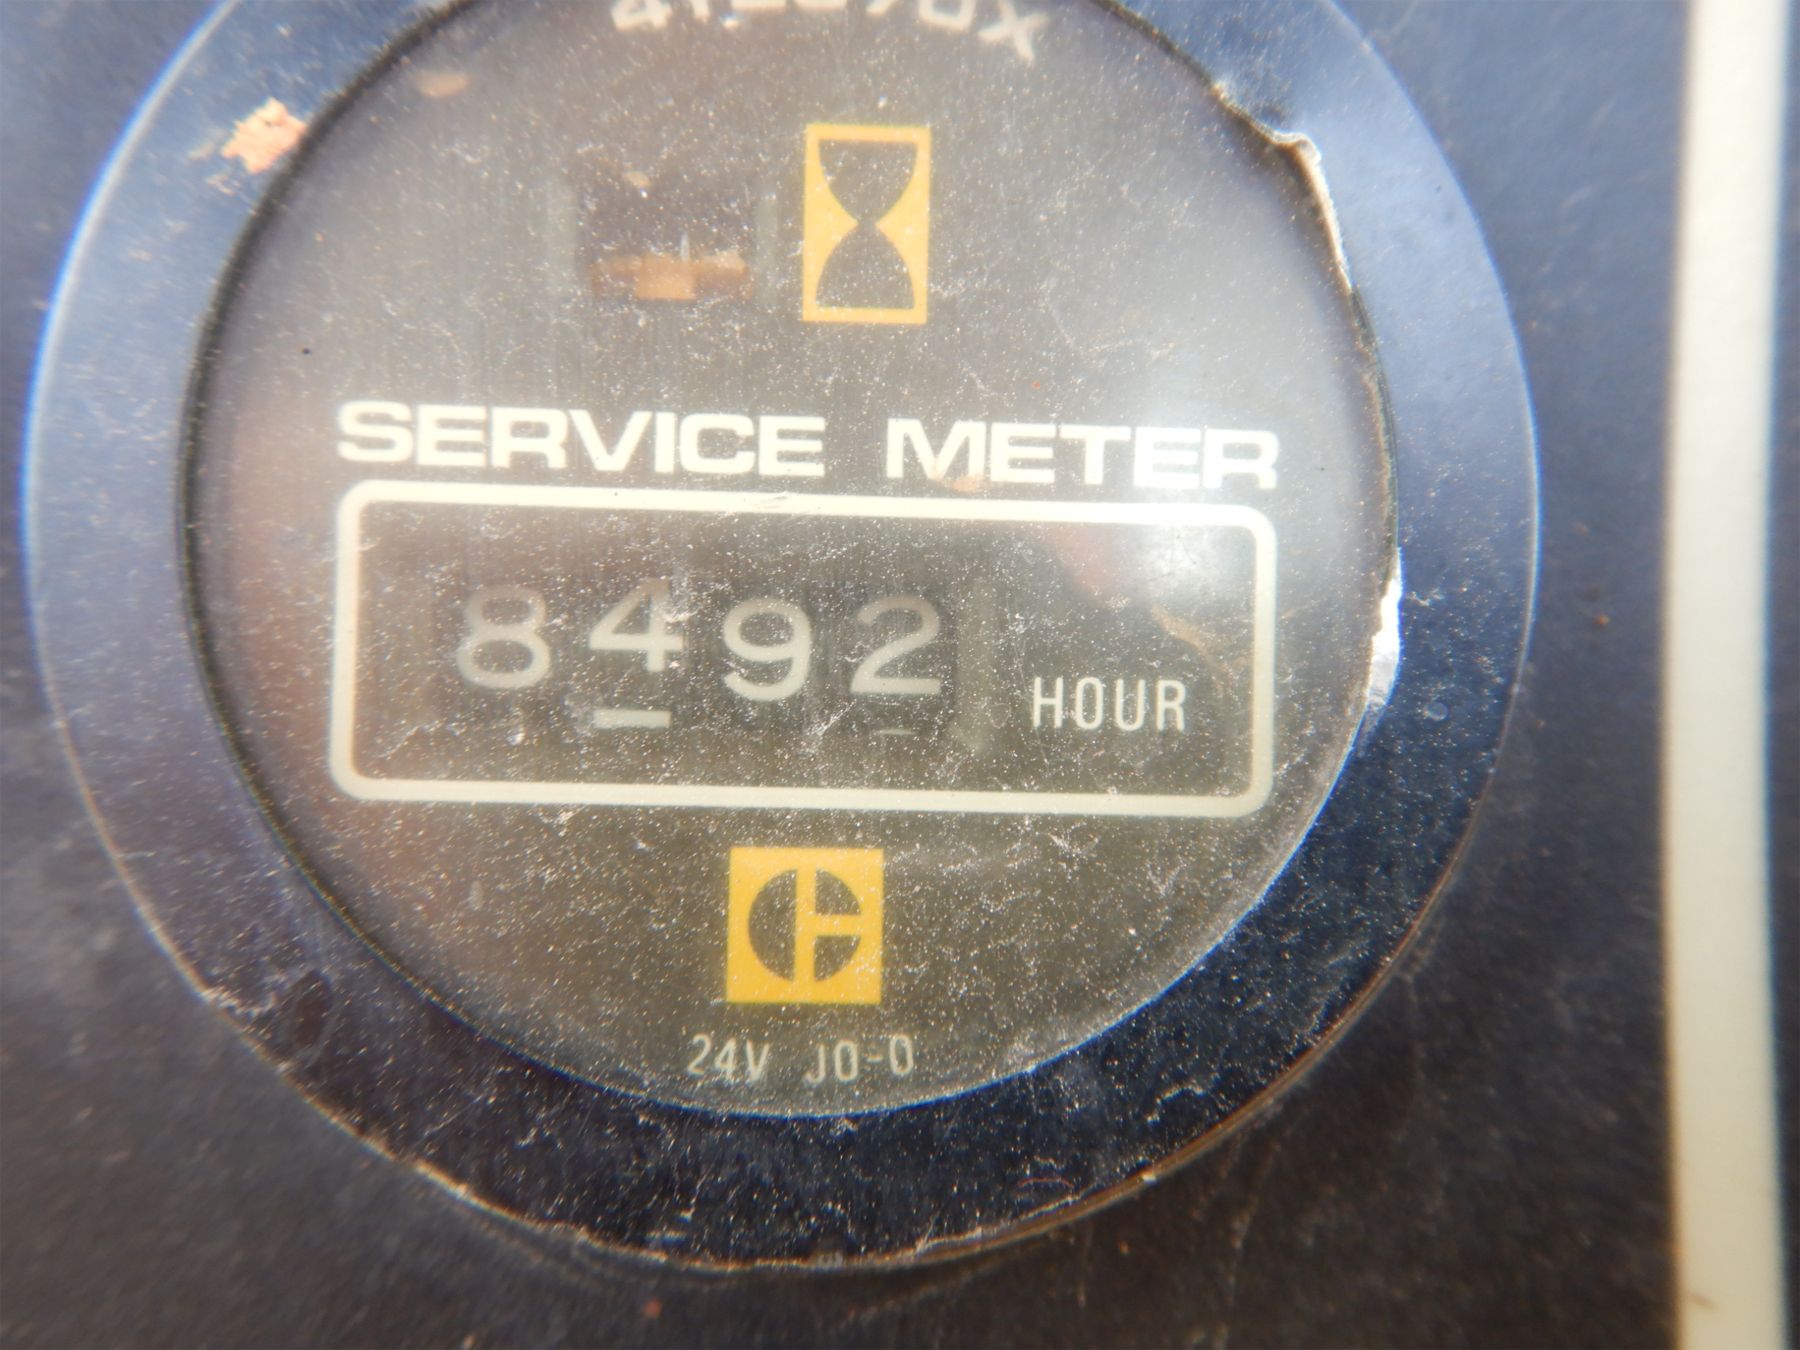 SERVICE METER
8492 HOUR
24V J0-0